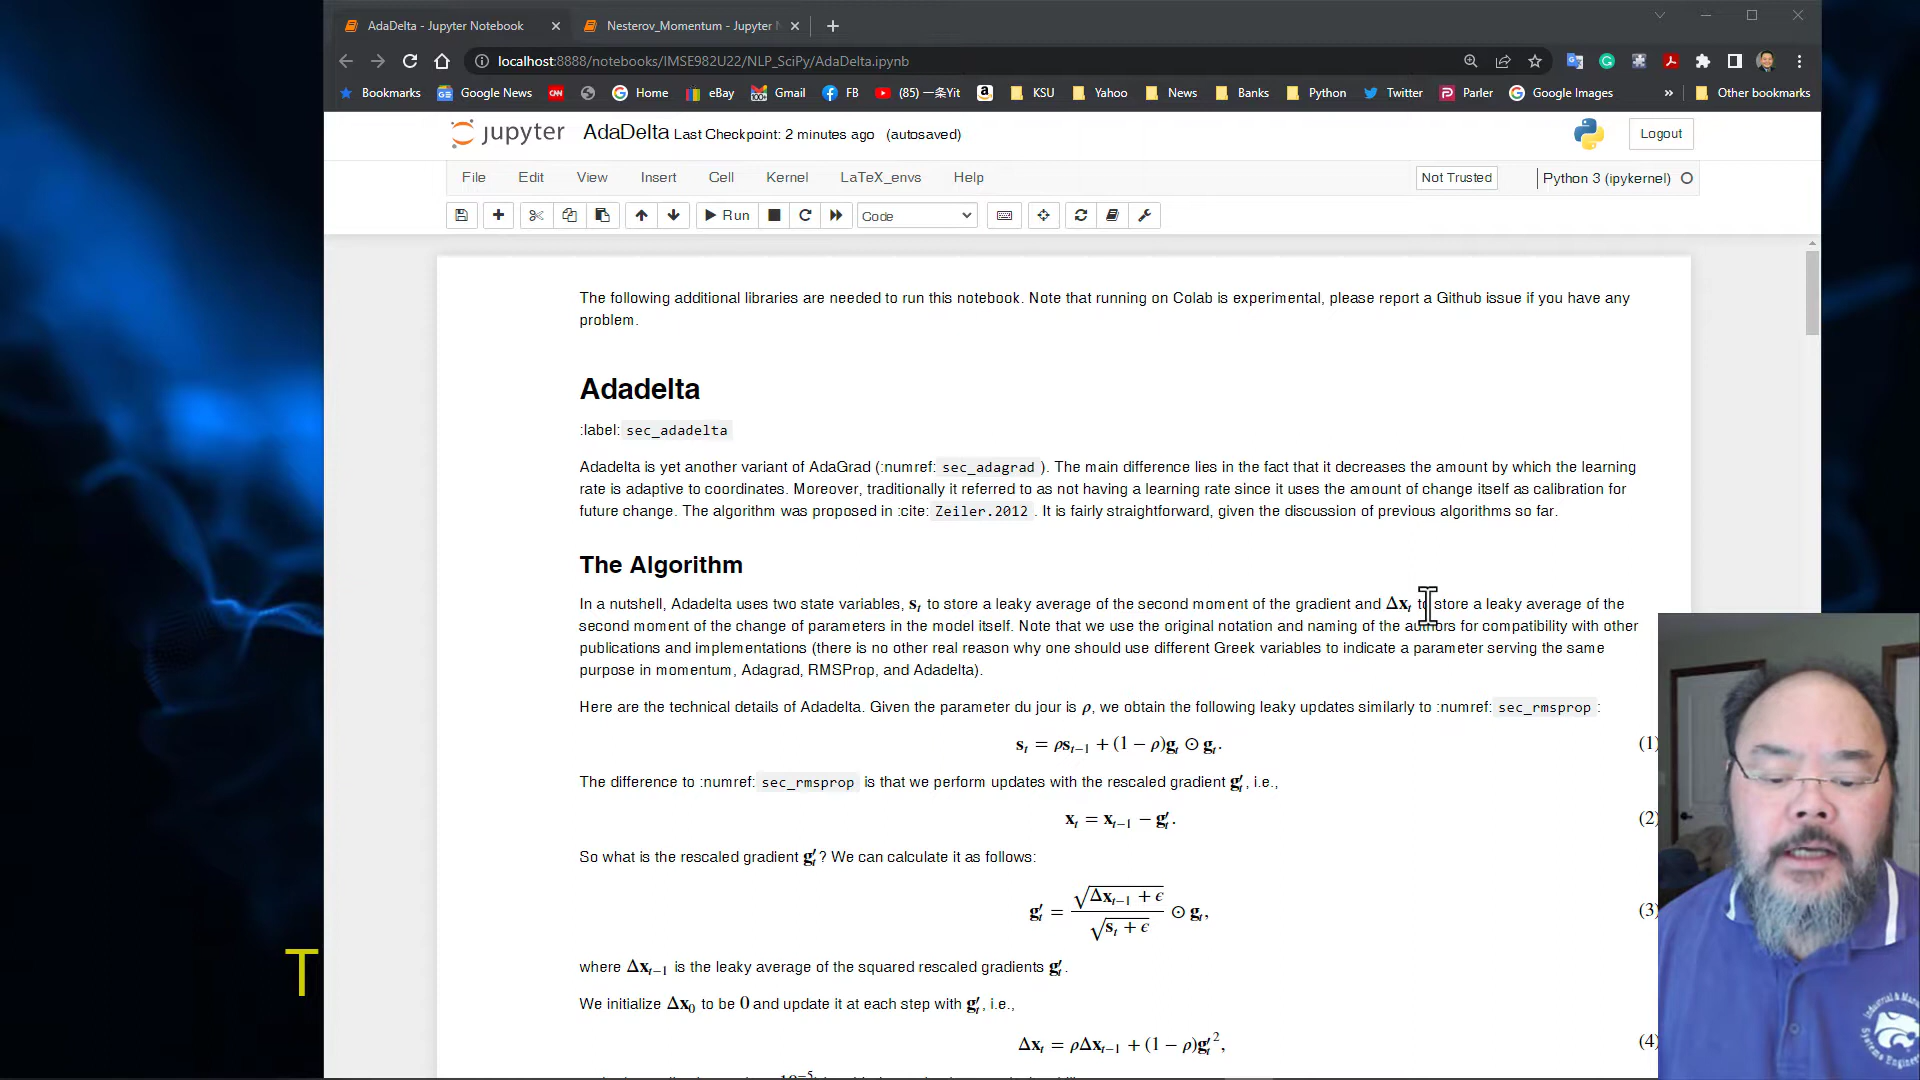 AdaDelta - Jupyter Notebook
Nesterov_Momentum - Jupyter
localhost:8888/notebooks/IMSE982U22/NLP_SciPy/AdaDelta.ipynb
Bookmarks Google News CNN Home eBay Gmail FB (85) 一条Yit KSU Yahoo News Banks Python Twitter Parler Google Images » Other bookmarks
jupyter AdaDelta Last Checkpoint: 2 minutes ago (autosaved) Logout
File Edit View Insert Cell Kernel LaTeX_envs Help Not Trusted Python 3 (ipykernel)
Run Code
The following additional libraries are needed to run this notebook. Note that running on Colab is experimental, please report a Github issue if you have any
problem.
Adadelta
:label: sec_adadelta
Adadelta is yet another variant of AdaGrad (:numref: sec_adagrad ). The main difference lies in the fact that it decreases the amount by which the learning
rate is adaptive to coordinates. Moreover, traditionally it referred to as not having a learning rate since it uses the amount of change itself as calibration for
future change. The algorithm was proposed in :cite: Zeiler.2012 . It is fairly straightforward, given the discussion of previous algorithms so far.
The Algorithm
In a nutshell, Adadelta uses two state variables, s_t to store a leaky average of the second moment of the gradient and Δx_t to store a leaky average of the
second moment of the change of parameters in the model itself. Note that we use the original notation and naming of the authors for compatibility with other
publications and implementations (there is no other real reason why one should use different Greek variables to indicate a parameter serving the same
purpose in momentum, Adagrad, RMSProp, and Adadelta).
Here are the technical details of Adadelta. Given the parameter du jour is ρ, we obtain the following leaky updates similarly to :numref: sec_rmsprop :
s_t = ρs_{t−1} + (1 − ρ)g_t ⊙ g_t. (1)
The difference to :numref: sec_rmsprop is that we perform updates with the rescaled gradient g′_t, i.e.,
x_t = x_{t−1} − g′_t. (2)
So what is the rescaled gradient g′_t? We can calculate it as follows:
g′_t = √(Δx_{t−1} + ϵ) / √(s_t + ϵ) ⊙ g_t, (3)
where Δx_{t−1} is the leaky average of the squared rescaled gradients g′_t.
We initialize Δx_0 to be 0 and update it at each step with g′_t, i.e.,
Δx_t = ρΔx_{t−1} + (1 − ρ)g′_t², (4)
T